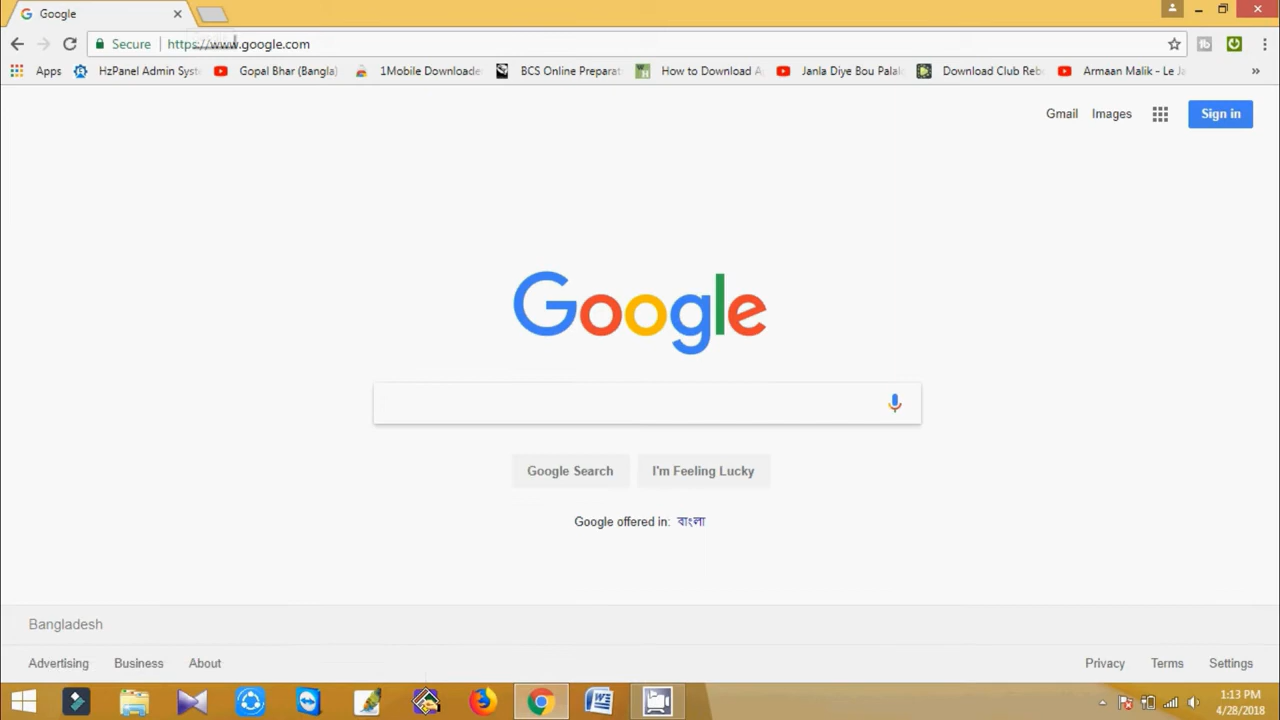 Google
Secure https://www.google.com
Apps HzPanel Admin Syst Gopal Bhar (Bangla) 1Mobile Downloade BCS Online Preparat How to Download A Janla Diye Bou Palal Download Club Reb Armaan Malik - Le Ja »
Gmail Images Sign in
Google
Google Search I'm Feeling Lucky
Google offered in: বাংলা
Bangladesh
Advertising Business About Privacy Terms Settings
1:13 PM
4/28/2018